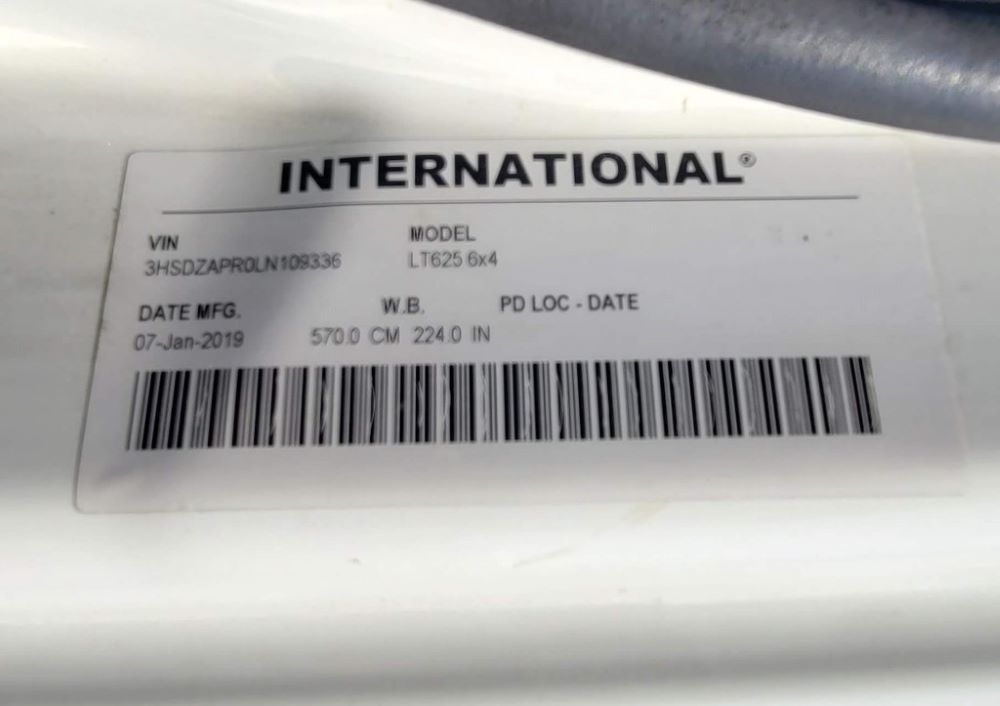 INTERNATIONAL®
VIN MODEL
3HSDZAPR0LN109336 LT625 6x4
DATE MFG. W.B. PD LOC - DATE
07-Jan-2019 570.0 CM 224.0 IN